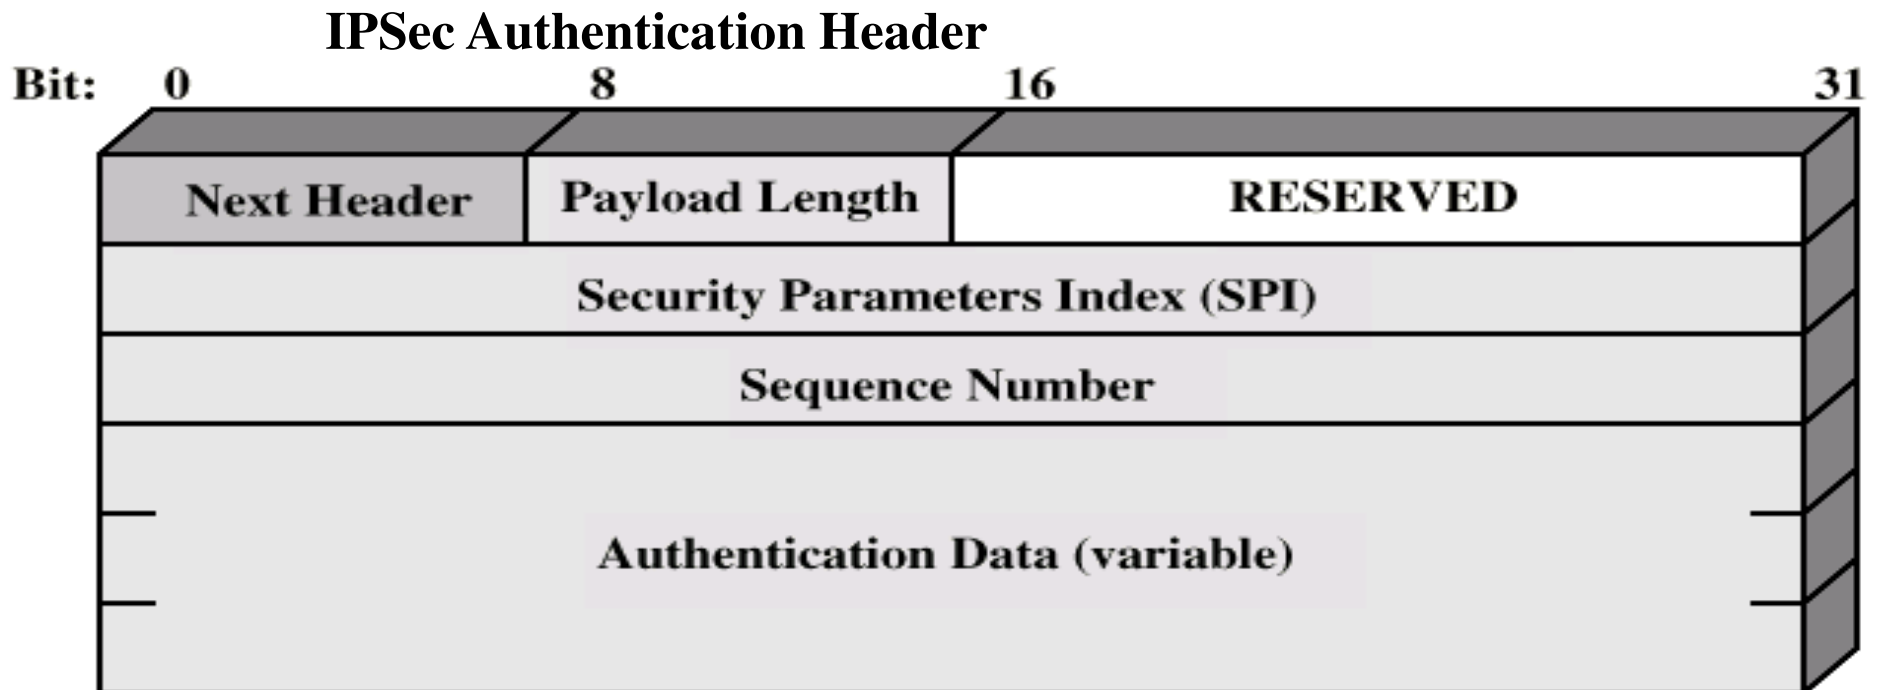 IPSec Authentication Header
Bit: 0 8 16 31
Next Header Payload Length RESERVED
Security Parameters Index (SPI)
Sequence Number
Authentication Data (variable)